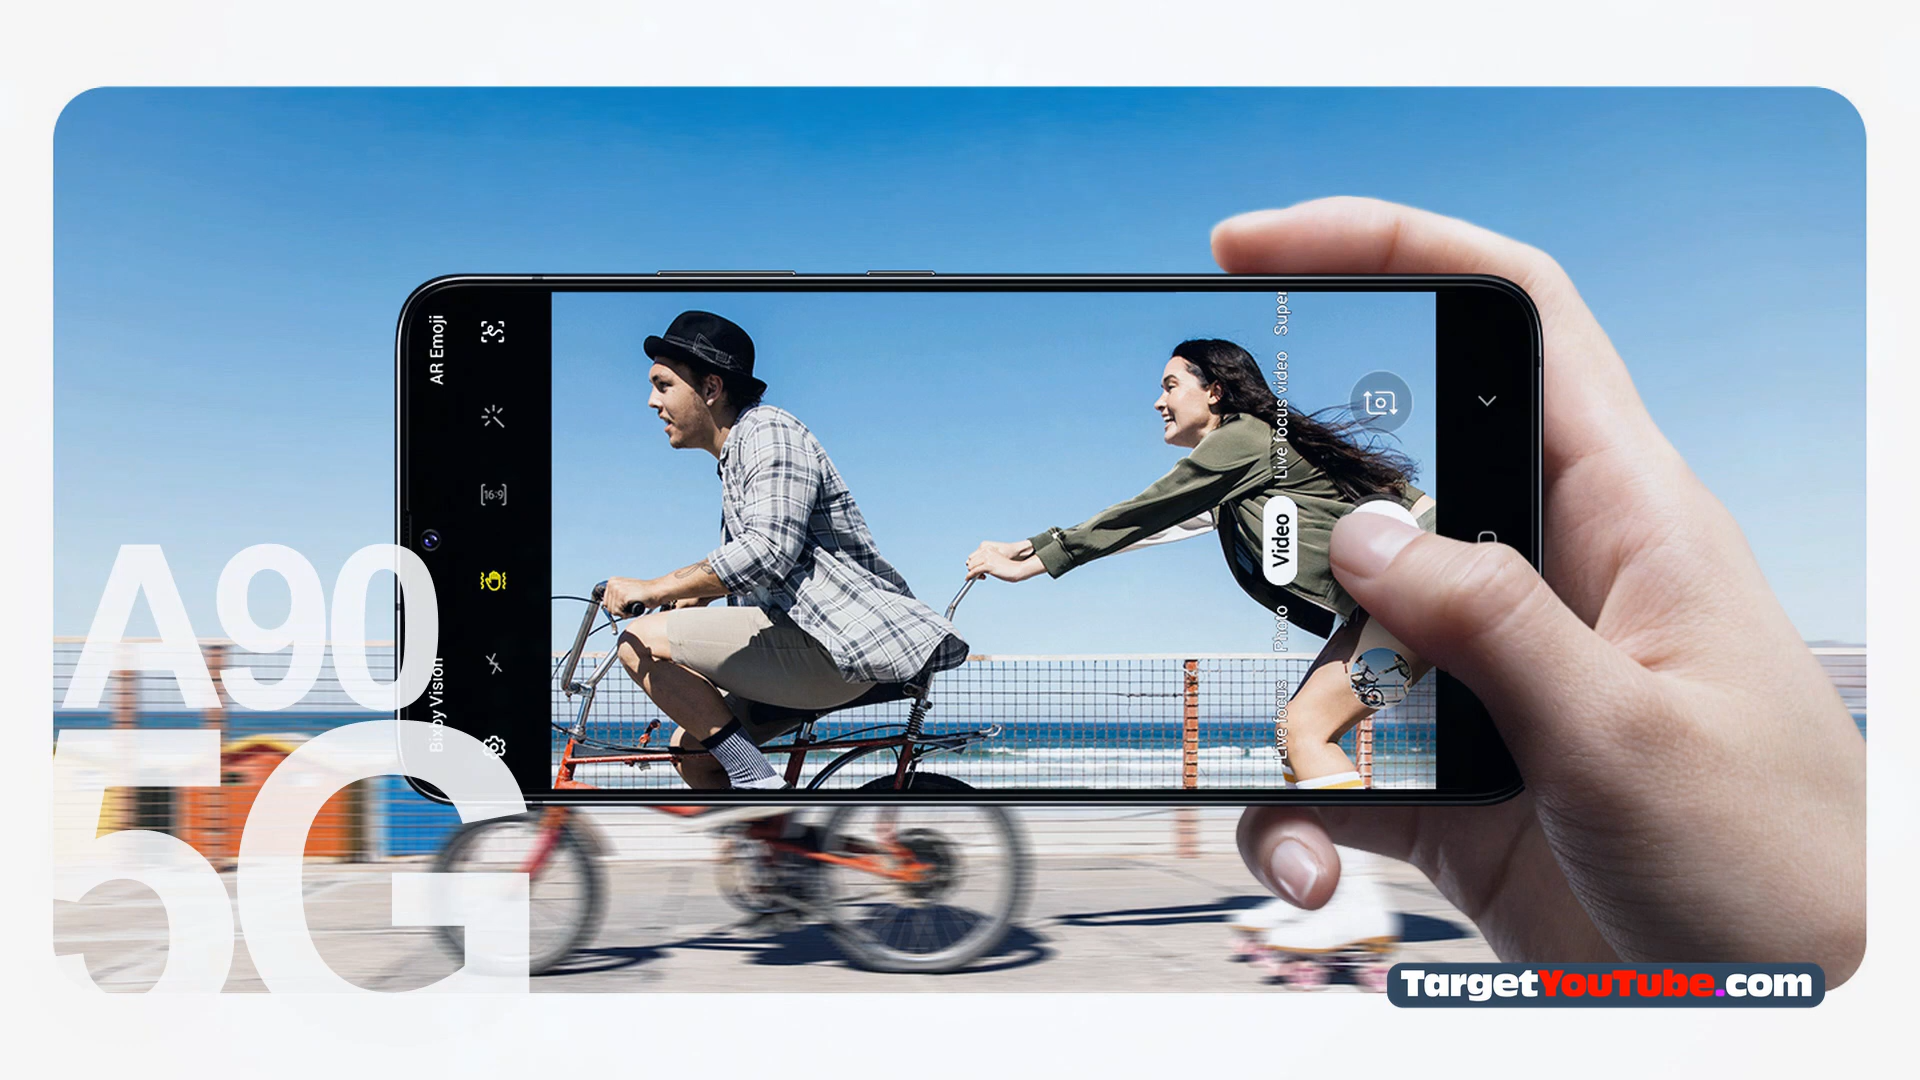 A90
5G
AR Emoji
16:9
Bixby Vision
Super
Live focus video
Video
Photo
Live focus
TargetYouTube.com